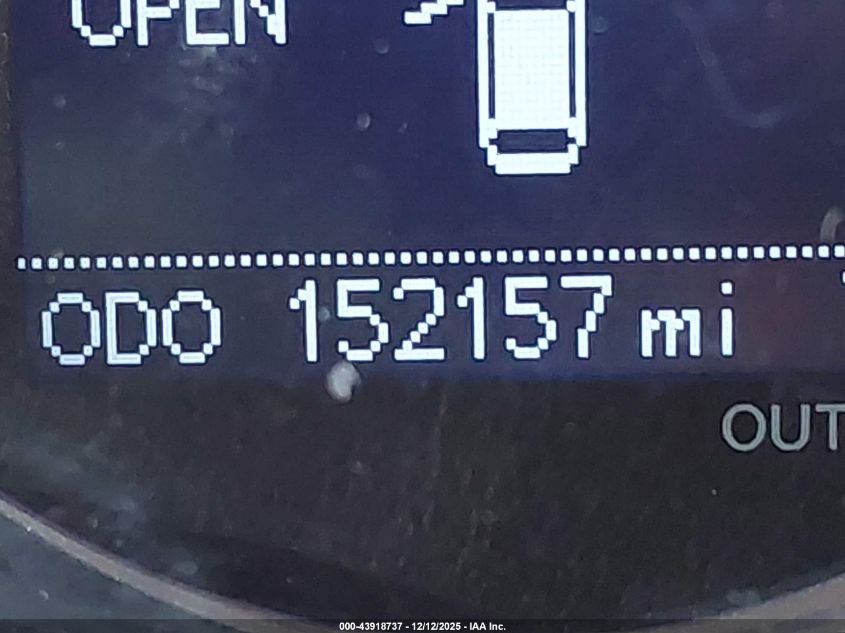 OPEN
ODO 152157 mi
OUT
000-43918737 - 12/12/2025 - IAA Inc.